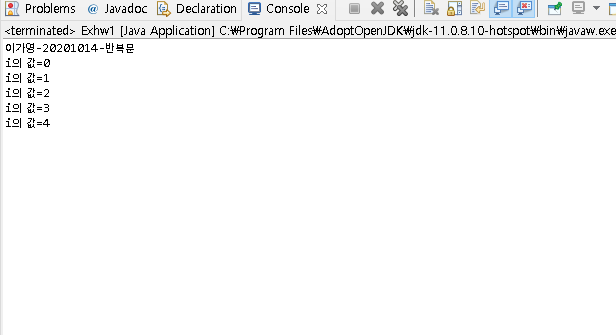 Problems @ Javadoc Declaration Console
<terminated> Exhw1 [Java Application] C:₩Program Files₩AdoptOpenJDK₩jdk-11.0.8.10-hotspot₩bin₩javaw.exe
이가영-20201014-반복문
i의 값=0
i의 값=1
i의 값=2
i의 값=3
i의 값=4